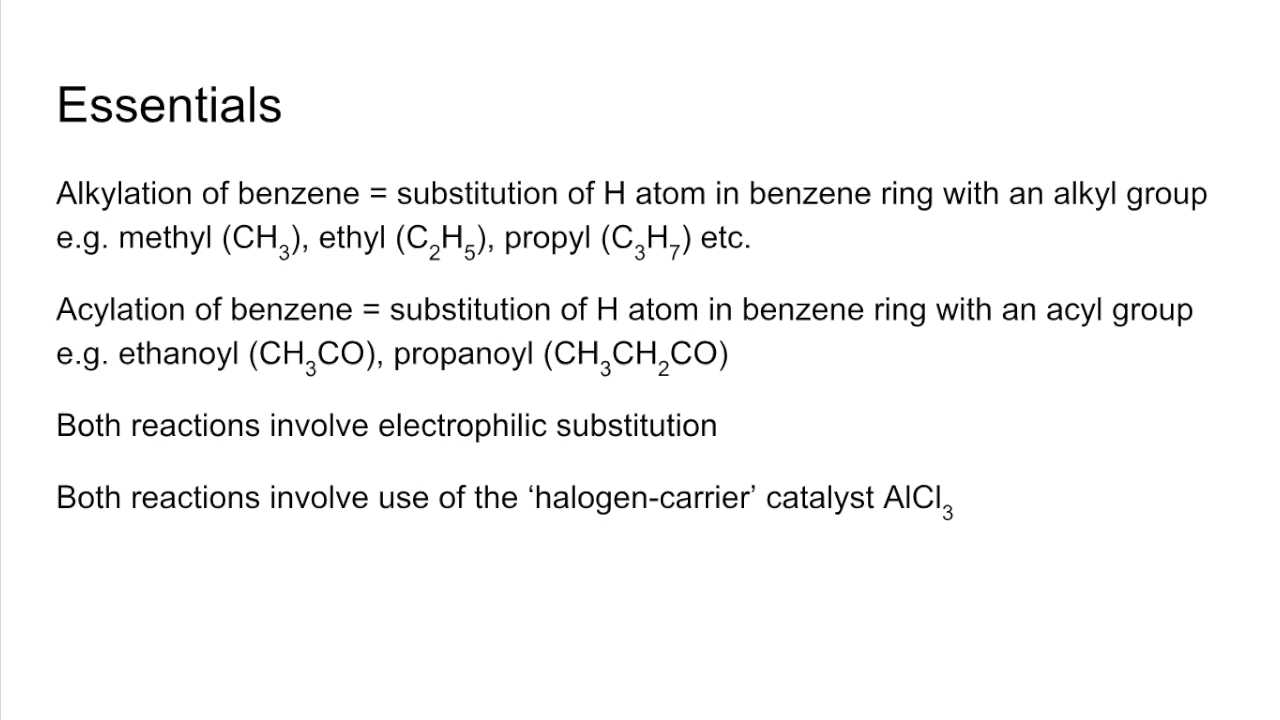 Essentials
Alkylation of benzene = substitution of H atom in benzene ring with an alkyl group
e.g. methyl (CH₃), ethyl (C₂H₅), propyl (C₃H₇) etc.
Acylation of benzene = substitution of H atom in benzene ring with an acyl group
e.g. ethanoyl (CH₃CO), propanoyl (CH₃CH₂CO)
Both reactions involve electrophilic substitution
Both reactions involve use of the ‘halogen-carrier’ catalyst AlCl₃